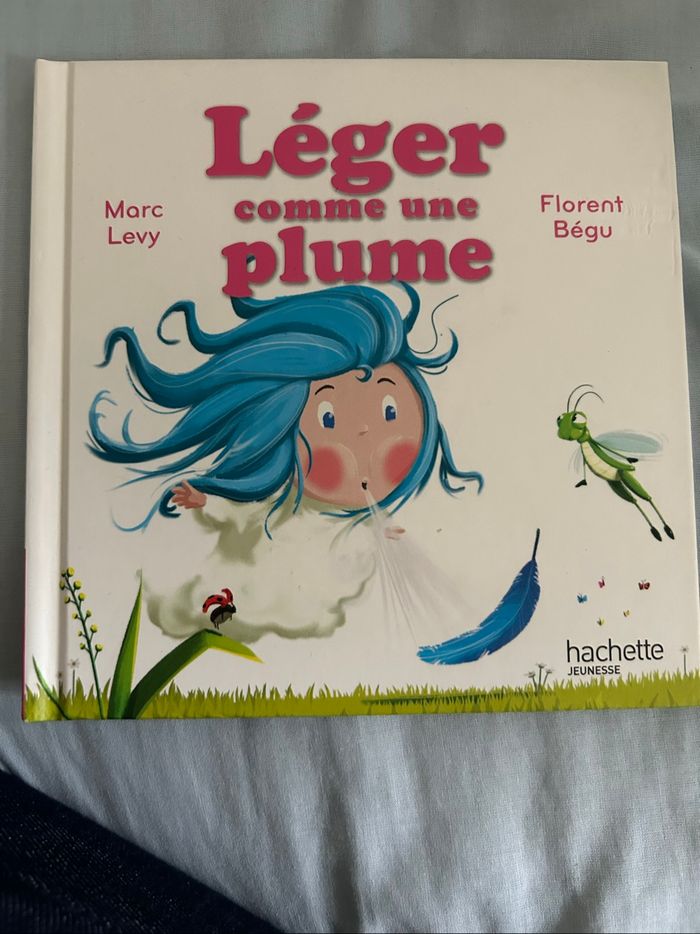 Léger
comme une
plume
Marc
Levy
Florent
Bégu
hachette
JEUNESSE